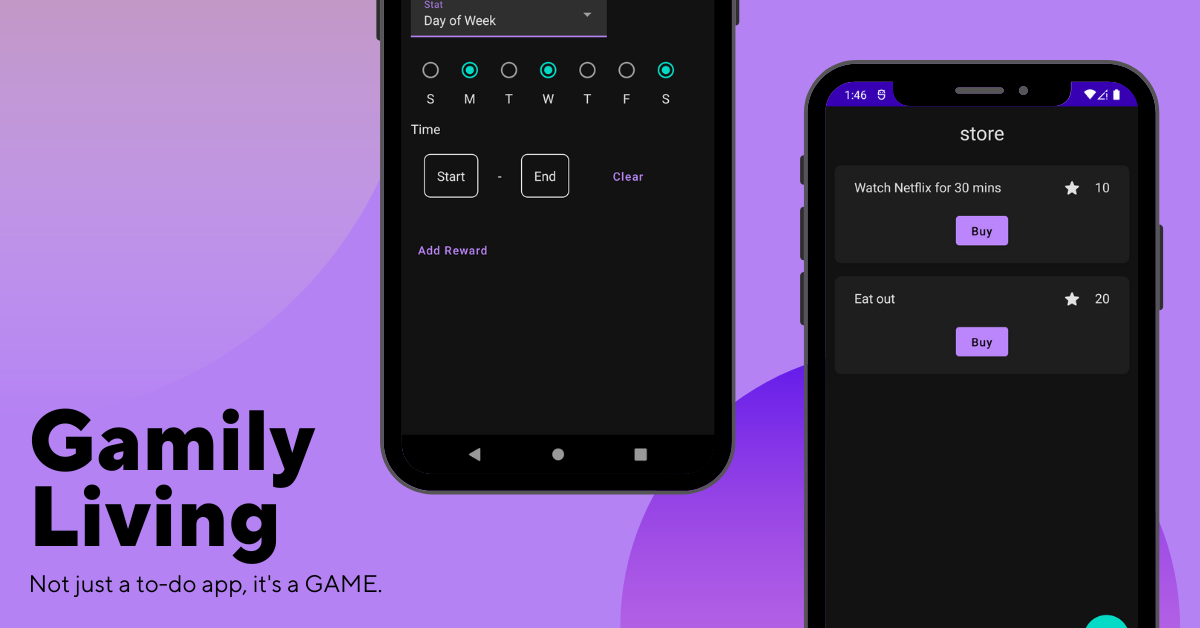 Stat
Day of Week
S M T W T F S
Time
Start - End Clear
Add Reward
1:46
store
Watch Netflix for 30 mins 10
Buy
Eat out 20
Buy
Gamily
Living
Not just a to-do app, it's a GAME.